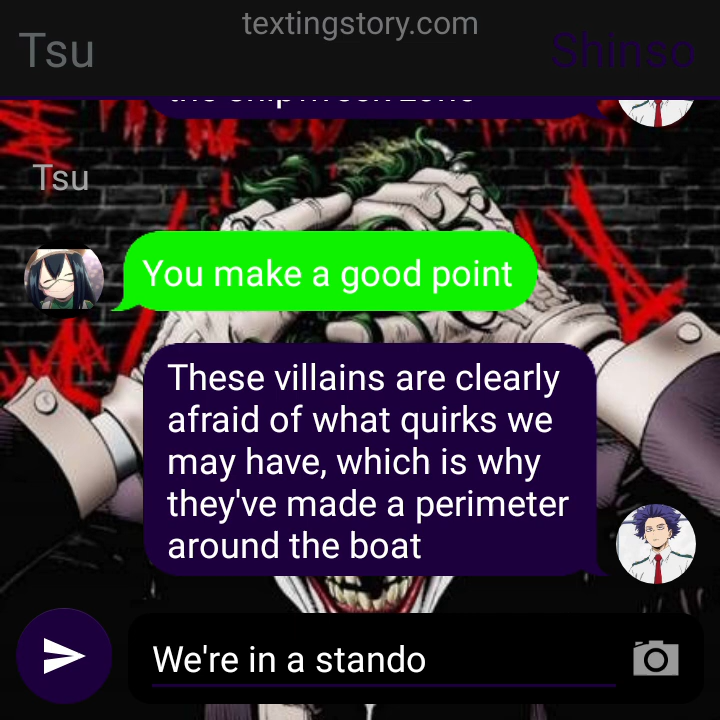 textingstory.com
Tsu
Shinso
Tsu
You make a good point
These villains are clearly
afraid of what quirks we
may have, which is why
they've made a perimeter
around the boat
We're in a stando